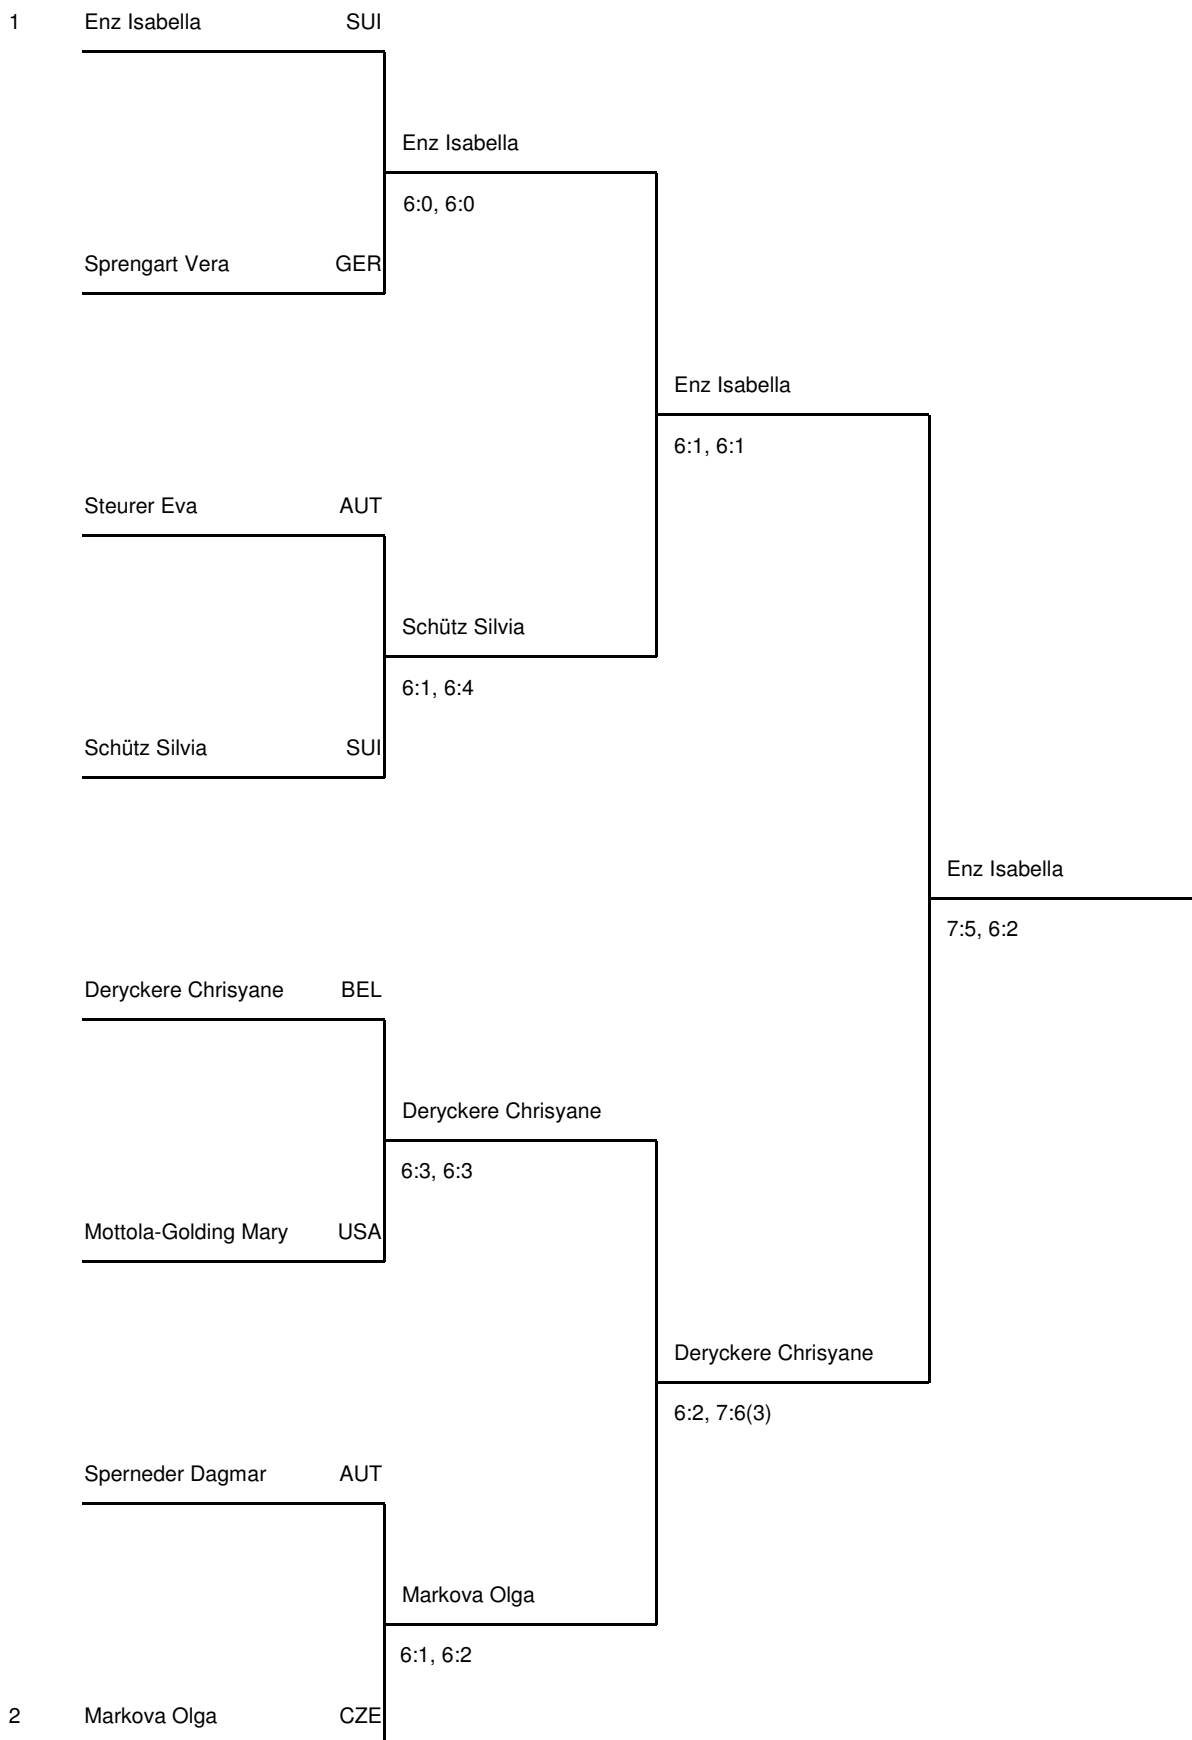 1 Enz Isabella SUI
Enz Isabella
6:0, 6:0
Sprengart Vera GER
Enz Isabella
6:1, 6:1
Steurer Eva AUT
Schütz Silvia
6:1, 6:4
Schütz Silvia SUI
Enz Isabella
7:5, 6:2
Deryckere Chrisyane BEL
Deryckere Chrisyane
6:3, 6:3
Mottola-Golding Mary USA
Deryckere Chrisyane
6:2, 7:6(3)
Sperneder Dagmar AUT
Markova Olga
6:1, 6:2
2 Markova Olga CZE